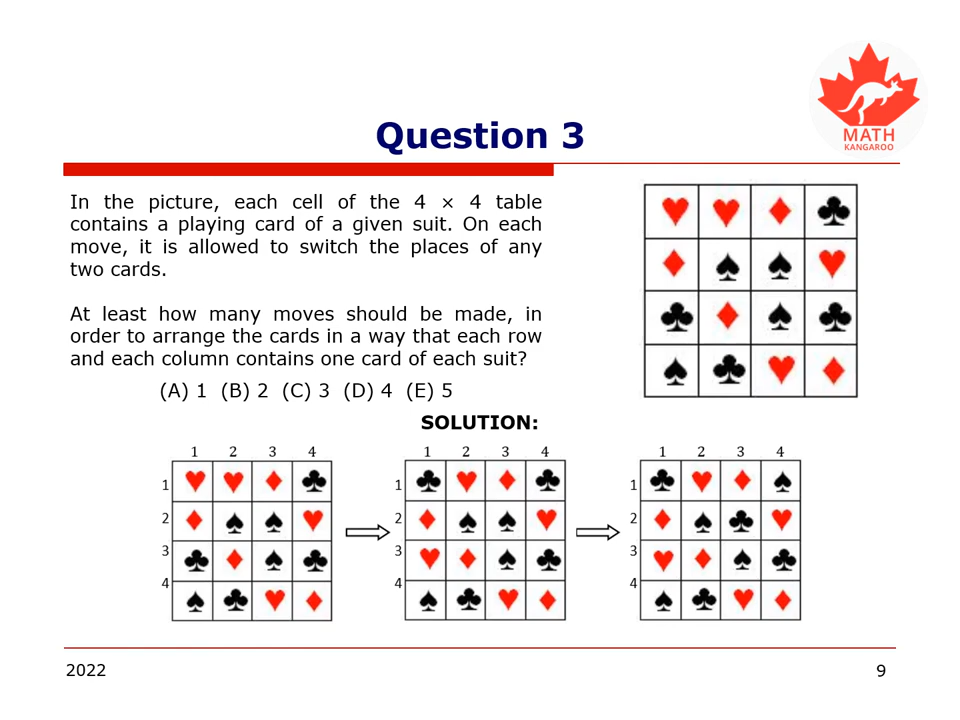 MATH
KANGAROO
Question 3
In the picture, each cell of the 4 × 4 table
contains a playing card of a given suit. On each
move, it is allowed to switch the places of any
two cards.
At least how many moves should be made, in
order to arrange the cards in a way that each row
and each column contains one card of each suit?
(A) 1 (B) 2 (C) 3 (D) 4 (E) 5
SOLUTION:
1 2 3 4
1
2
3
4
1 2 3 4
1
2
3
4
1 2 3 4
1
2
3
4
2022
9